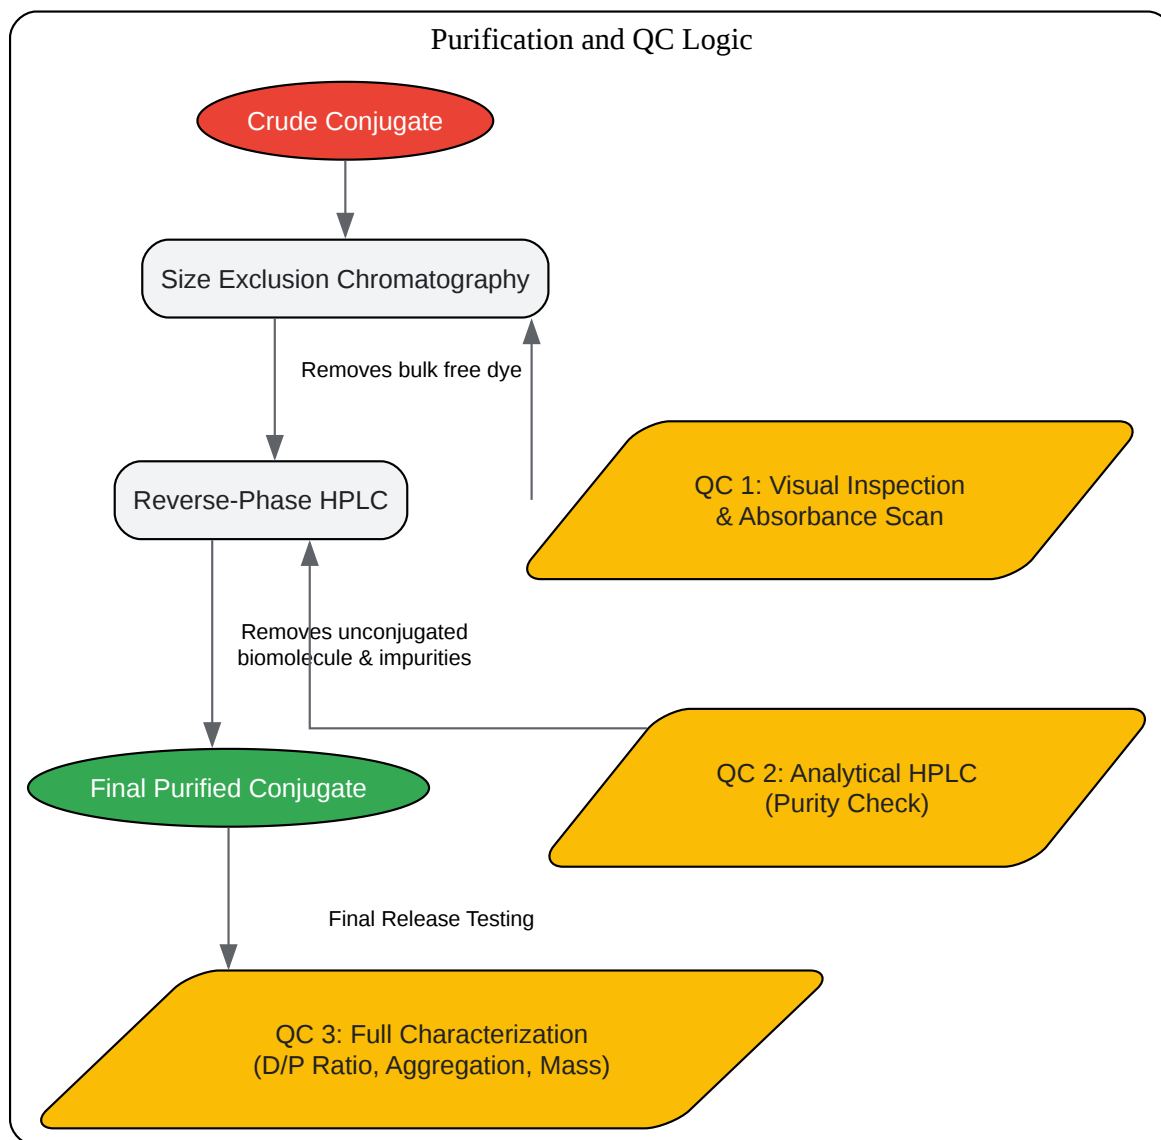 Purification and QC Logic
Crude Conjugate
Size Exclusion Chromatography
Removes bulk free dye
Reverse-Phase HPLC
QC 1: Visual Inspection
& Absorbance Scan
Removes unconjugated
biomolecule & impurities
Final Purified Conjugate
QC 2: Analytical HPLC
(Purity Check)
Final Release Testing
QC 3: Full Characterization
(D/P Ratio, Aggregation, Mass)